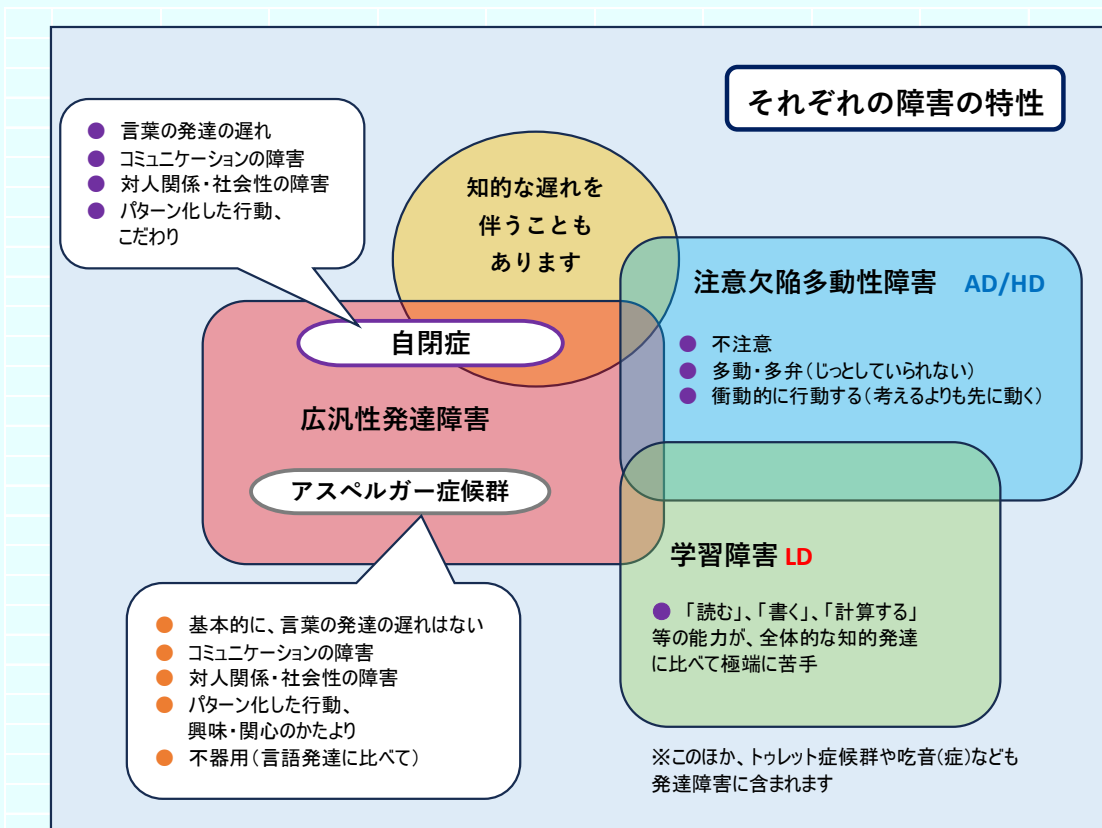 それぞれの障害の特性
● 言葉の発達の遅れ
● コミュニケーションの障害
● 対人関係・社会性の障害
● パターン化した行動、
こだわり
知的な遅れを
伴うことも
あります
注意欠陥多動性障害 AD/HD
● 不注意
● 多動・多弁(じっとしていられない)
● 衝動的に行動する(考えるよりも先に動く)
自閉症
広汎性発達障害
アスペルガー症候群
学習障害 LD
● 「読む」、「書く」、「計算する」
等の能力が、全体的な知的発達
に比べて極端に苦手
● 基本的に、言葉の発達の遅れはない
● コミュニケーションの障害
● 対人関係・社会性の障害
● パターン化した行動、
興味・関心のかたより
● 不器用(言語発達に比べて)
※このほか、トゥレット症候群や吃音(症)なども
発達障害に含まれます